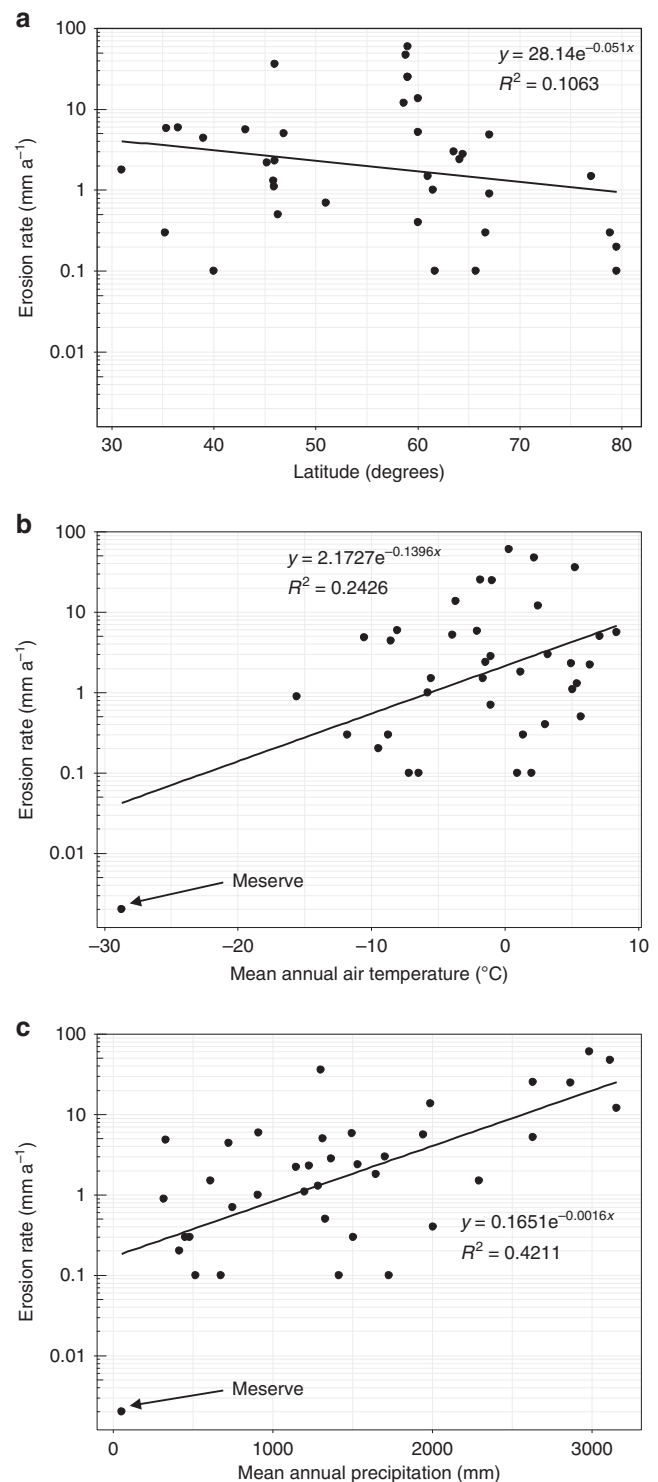 a
100
10
1
0.1
0.01
Erosion rate (mm a⁻¹)
y = 28.14e⁻⁰·⁰⁵¹ˣ
R² = 0.1063
30 40 50 60 70 80
Latitude (degrees)
b
100
10
1
0.1
0.01
Erosion rate (mm a⁻¹)
y = 2.1727e⁻⁰·¹³⁹⁶ˣ
R² = 0.2426
Meserve
–30 –20 –10 0 10
Mean annual air temperature (°C)
c
100
10
1
0.1
0.01
Erosion rate (mm a⁻¹)
y = 0.1651e⁻⁰·⁰⁰¹⁶ˣ
R² = 0.4211
Meserve
0 1000 2000 3000
Mean annual precipitation (mm)